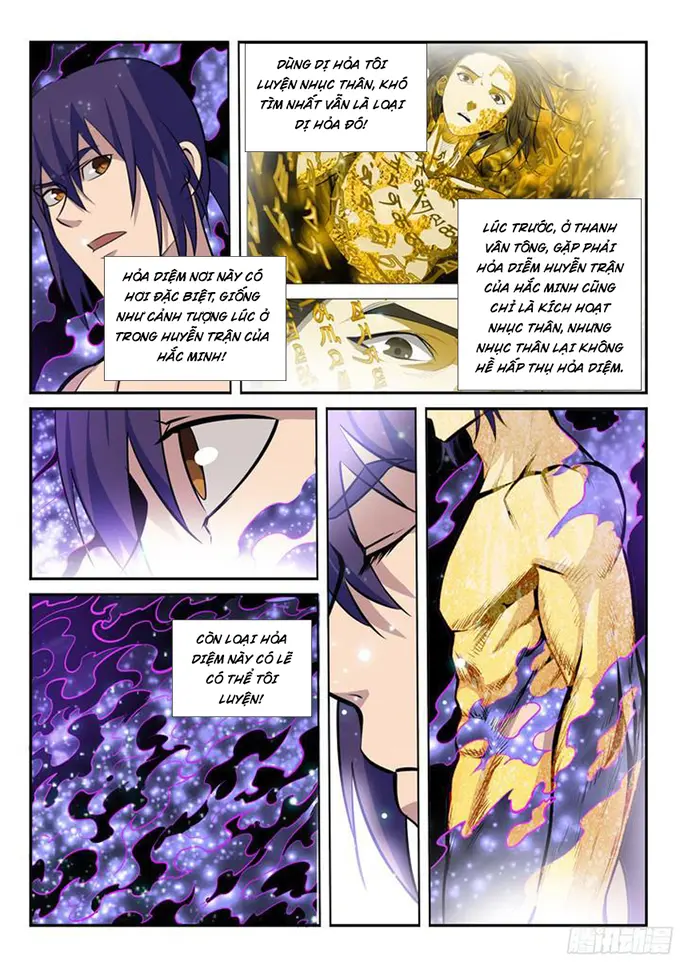 DÙNG DỊ HỎA TÔI
LUYỆN NHỤC THÂN, KHÓ
TÌM NHẤT VẪN LÀ LOẠI
DỊ HỎA ĐÓ!
LÚC TRƯỚC, Ở THANH
VÂN TÔNG, GẶP PHẢI
HỎA DIỄM HUYỄN TRẬN
CỦA HẮC MINH CŨNG
CHỈ LÀ KÍCH HOẠT
NHỤC THÂN, NHƯNG
NHỤC THÂN LẠI KHÔNG
HỀ HẤP THỤ HỎA DIỆM.
HỎA DIỆM NƠI NÀY CÓ
HƠI ĐẶC BIỆT, GIỐNG
NHƯ CẢNH TƯỢNG LÚC Ở
TRONG HUYỄN TRẬN CỦA
HẮC MINH!
CÒN LOẠI HỎA
DIỆM NÀY CÓ LẼ
CÓ THỂ TÔI
LUYỆN!
腾讯动漫